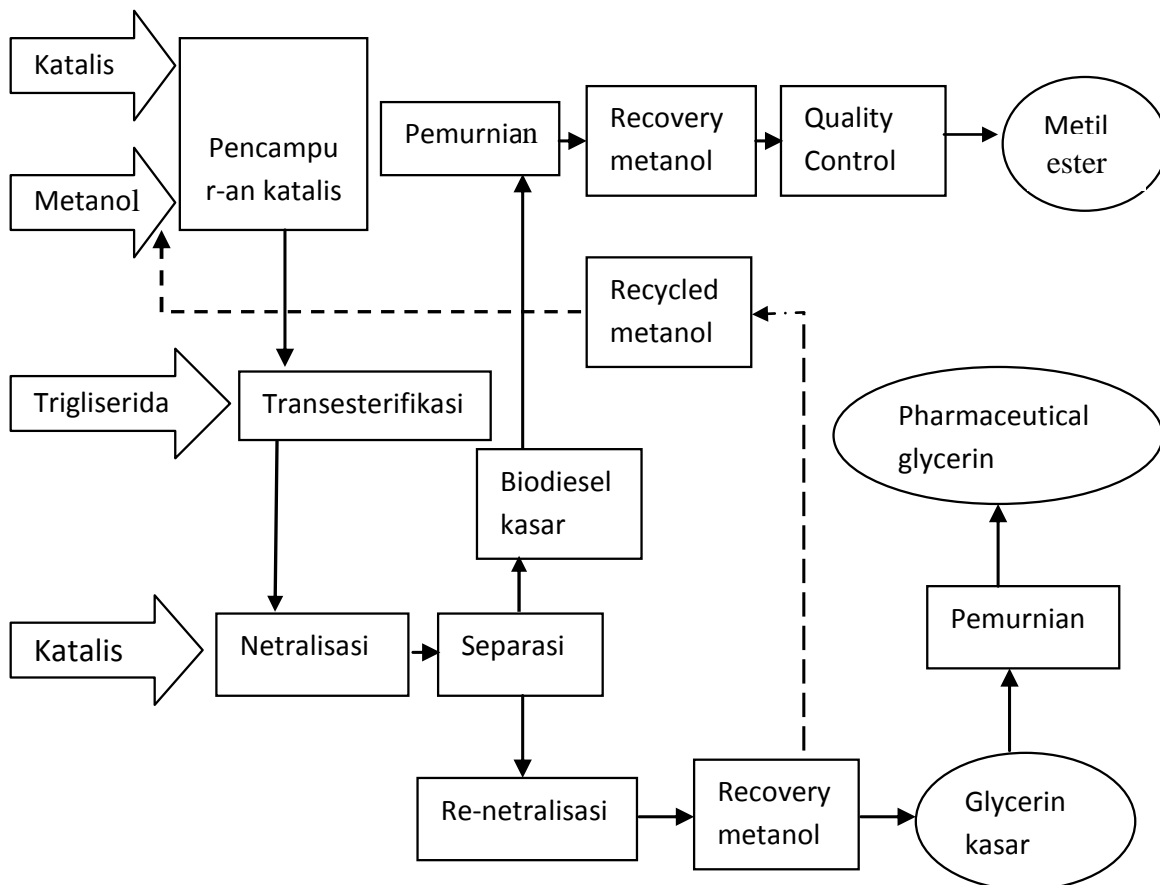 Katalis
Pencampu
r-an katalis
Metanol
Pemurnian
Recovery
metanol
Quality
Control
Metil
ester
Recycled
metanol
Trigliserida
Transesterifikasi
Pharmaceutical
glycerin
Biodiesel
kasar
Katalis
Netralisasi
Separasi
Pemurnian
Re-netralisasi
Recovery
metanol
Glycerin
kasar